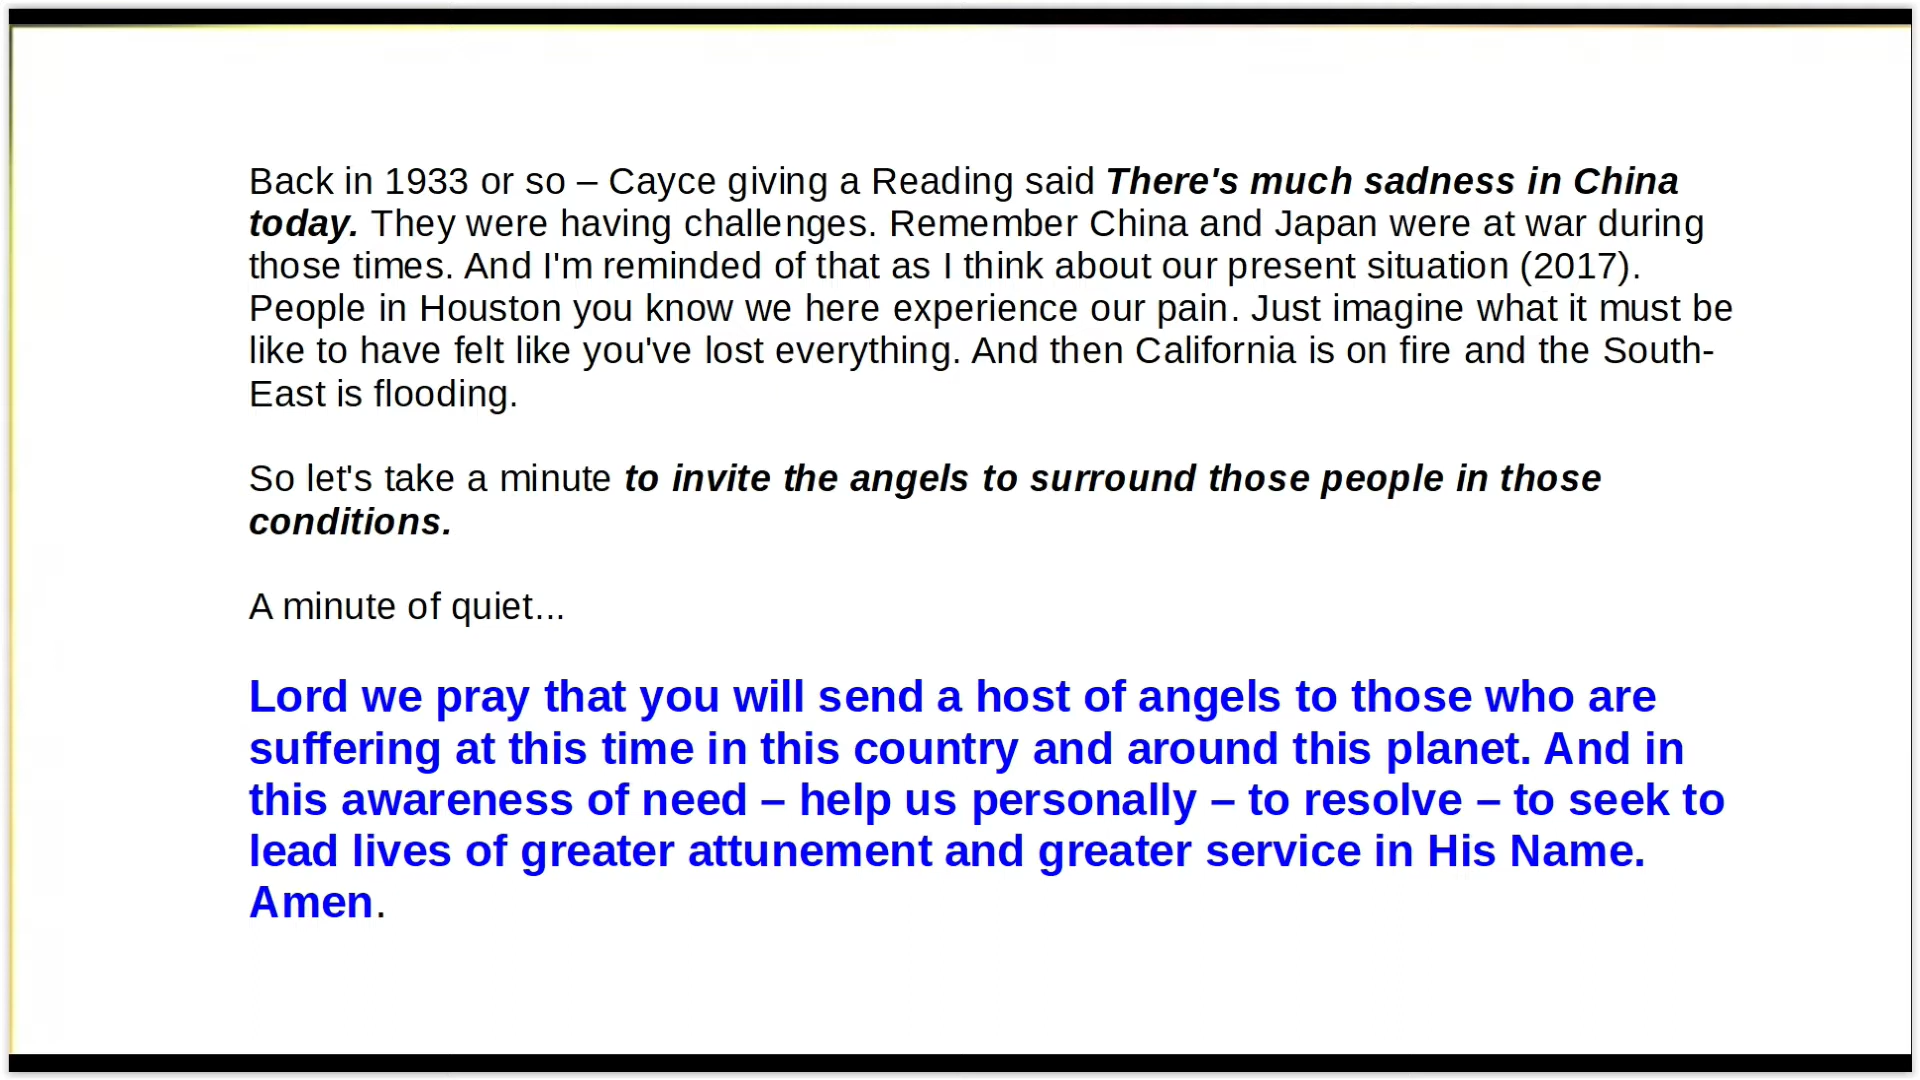 Back in 1933 or so – Cayce giving a Reading said There's much sadness in China
today. They were having challenges. Remember China and Japan were at war during
those times. And I'm reminded of that as I think about our present situation (2017).
People in Houston you know we here experience our pain. Just imagine what it must be
like to have felt like you've lost everything. And then California is on fire and the South-
East is flooding.
So let's take a minute to invite the angels to surround those people in those
conditions.
A minute of quiet...
Lord we pray that you will send a host of angels to those who are
suffering at this time in this country and around this planet. And in
this awareness of need – help us personally – to resolve – to seek to
lead lives of greater attunement and greater service in His Name.
Amen.